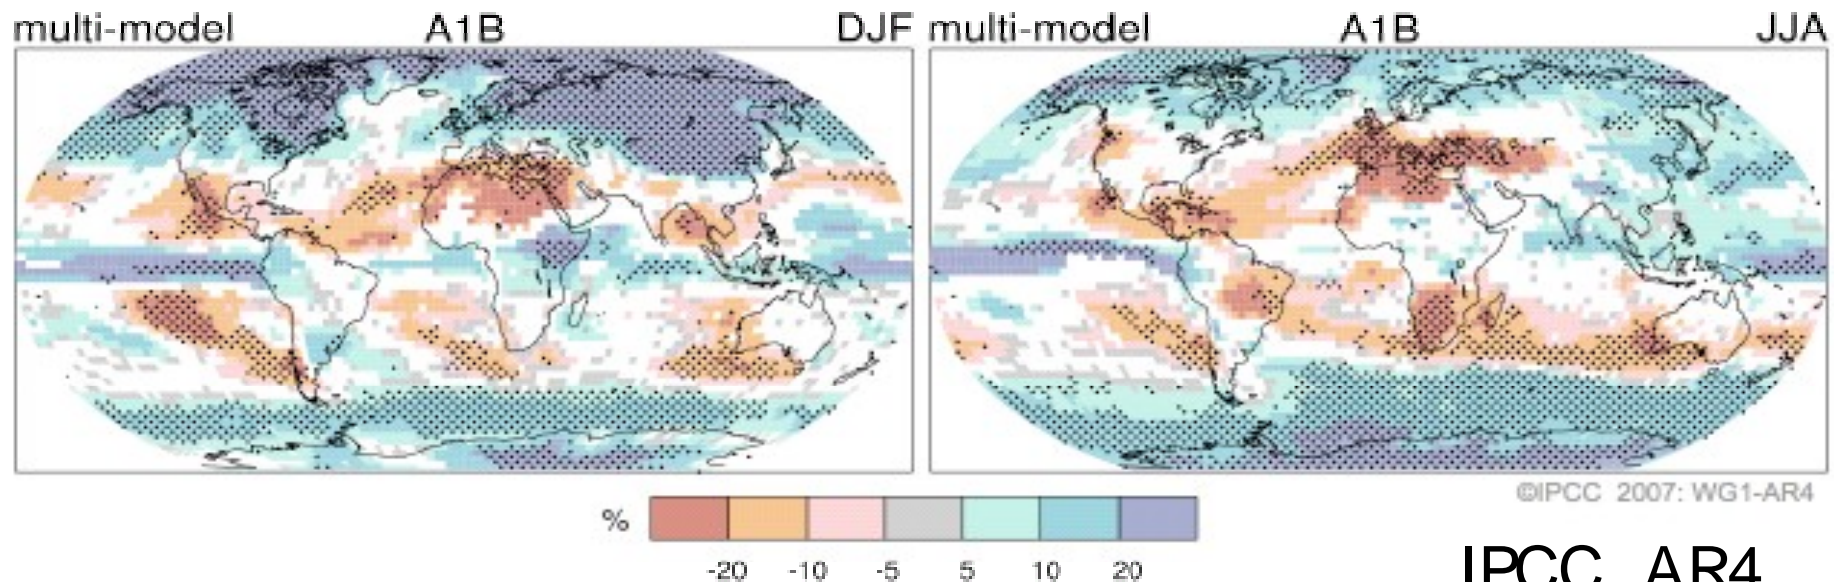 multi-model A1B DJF
multi-model A1B JJA
©IPCC 2007: WG1-AR4
%
-20 -10 -5 5 10 20
IPCC AR4